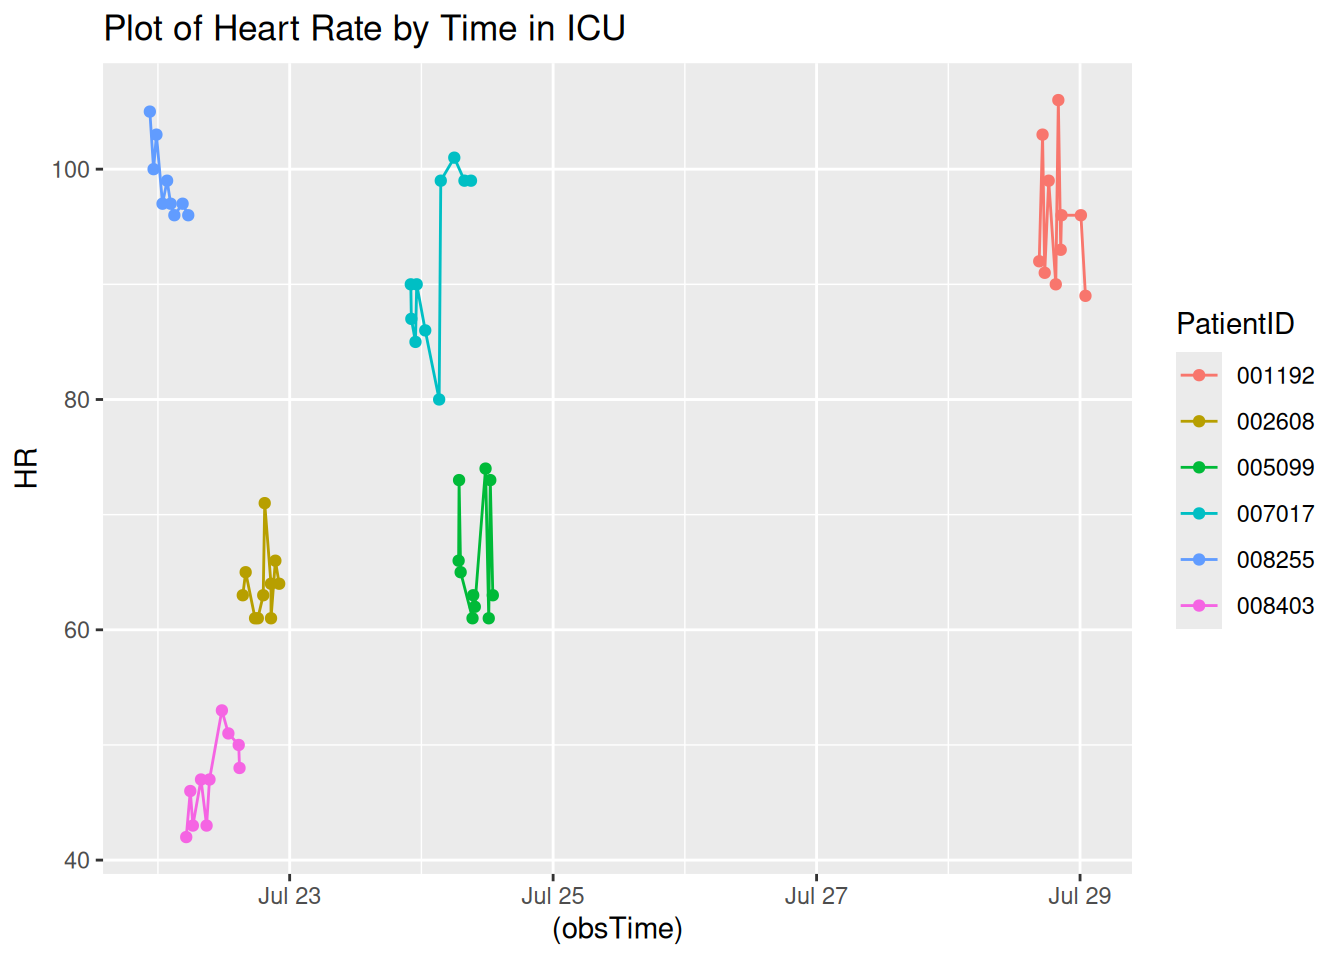 Plot of Heart Rate by Time in ICU
HR
100
80
60
40
Jul 23 Jul 25 Jul 27 Jul 29
(obsTime)
PatientID
001192
002608
005099
007017
008255
008403